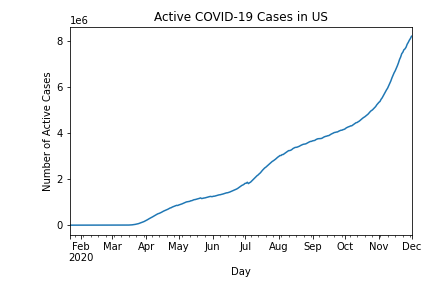 Active COVID-19 Cases in US
1e6
Number of Active Cases
8
6
4
2
0
Feb Mar Apr May Jun Jul Aug Sep Oct Nov Dec
2020
Day